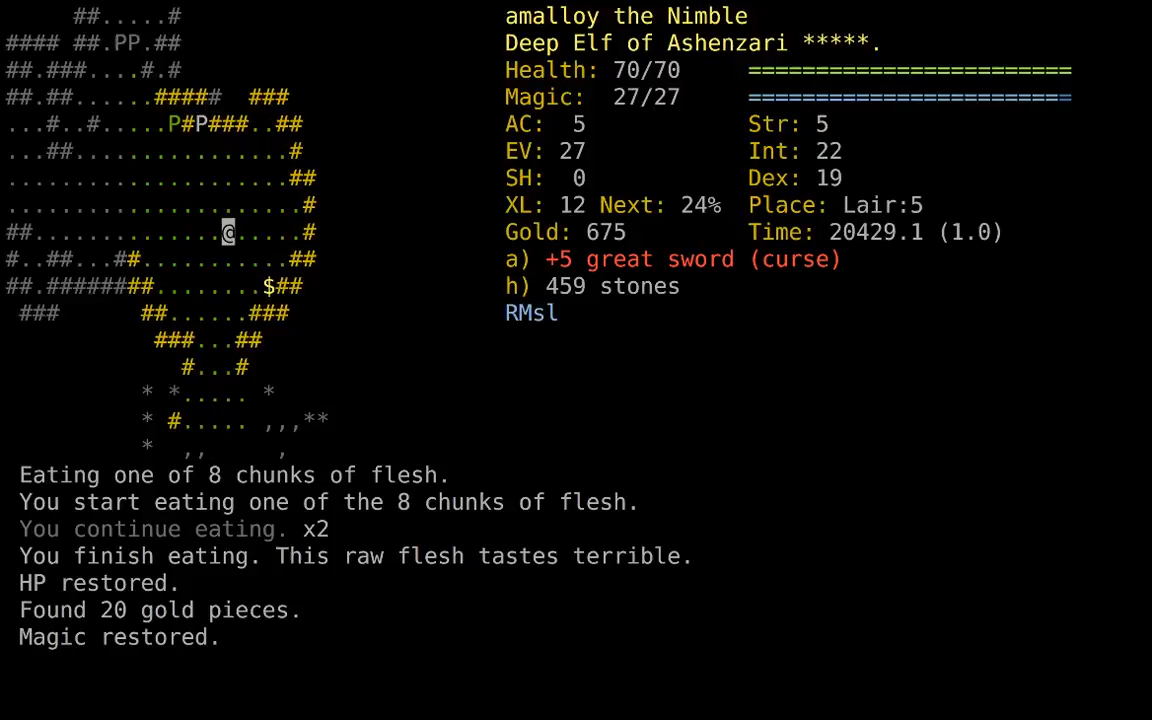 ##.....#
#### ##.PP.##
##.###....#.#
##.##......##### ###
...#..#.....P#P###..##
...##................#
.....................##
......................#
##..............@.....#
#..##...##...........##
##.#######........$##
###      ##......###
###...##
#...#
* *..... *
* #..... ,,,**
*  ,,     ,
amalloy the Nimble
Deep Elf of Ashenzari *****.
Health: 70/70 ========================
Magic:  27/27 ========================
AC:  5 Str: 5
EV: 27 Int: 22
SH:  0 Dex: 19
XL: 12 Next: 24% Place: Lair:5
Gold: 675 Time: 20429.1 (1.0)
a) +5 great sword (curse)
h) 459 stones
RMsl
Eating one of 8 chunks of flesh.
You start eating one of the 8 chunks of flesh.
You continue eating. x2
You finish eating. This raw flesh tastes terrible.
HP restored.
Found 20 gold pieces.
Magic restored.